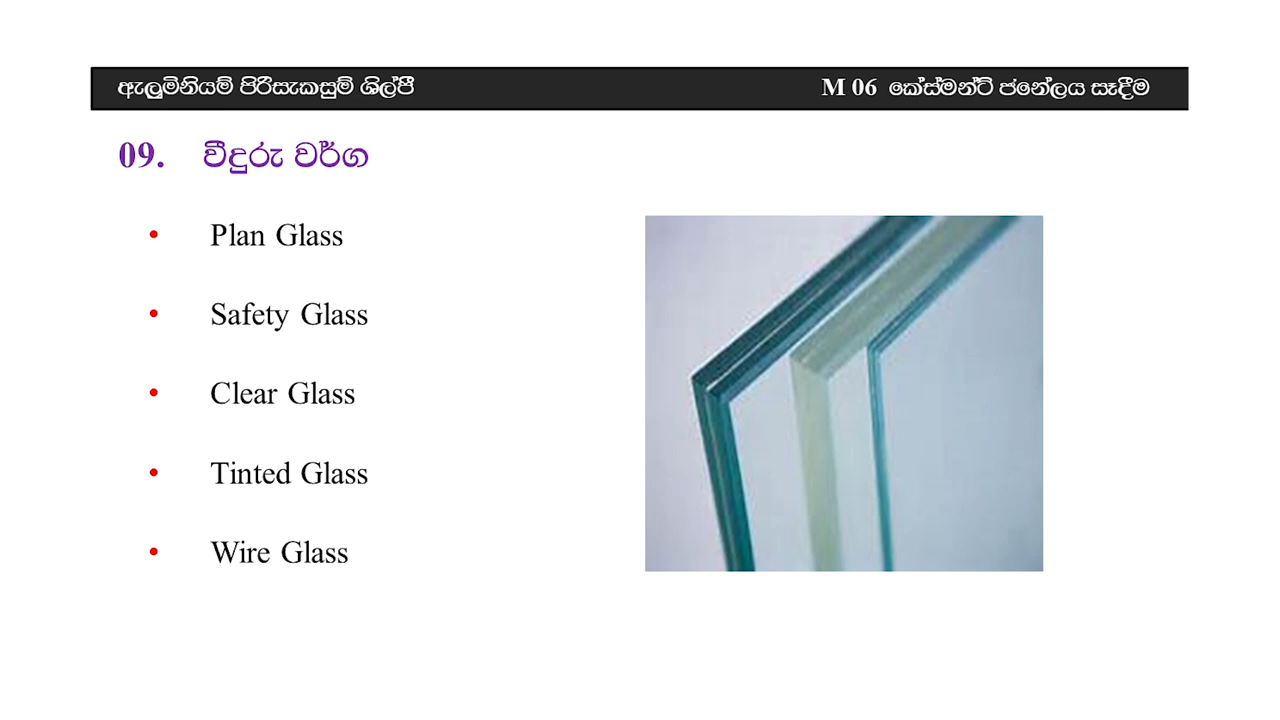 ඇලුමිනියම් පිරිසැකසුම් ශිල්පී
M 06 කේස්මන්ට් ජනේලය සෑදීම
09. වීදුරු වර්ග
• Plan Glass
• Safety Glass
• Clear Glass
• Tinted Glass
• Wire Glass